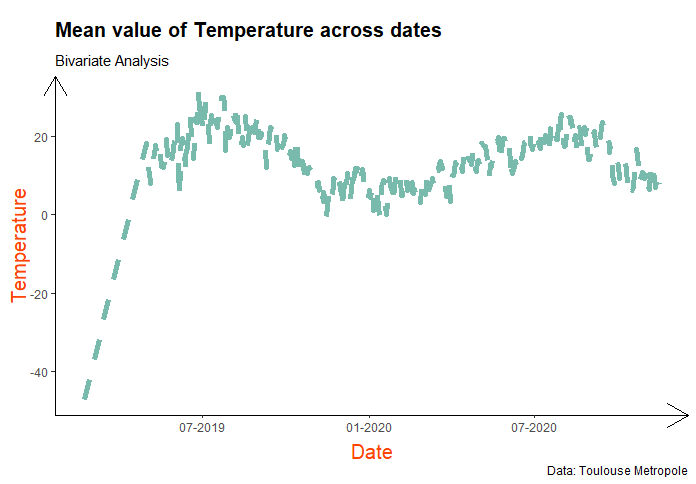 Mean value of Temperature across dates
Bivariate Analysis
20
0
-20
-40
Temperature
07-2019
01-2020
07-2020
Date
Data: Toulouse Metropole